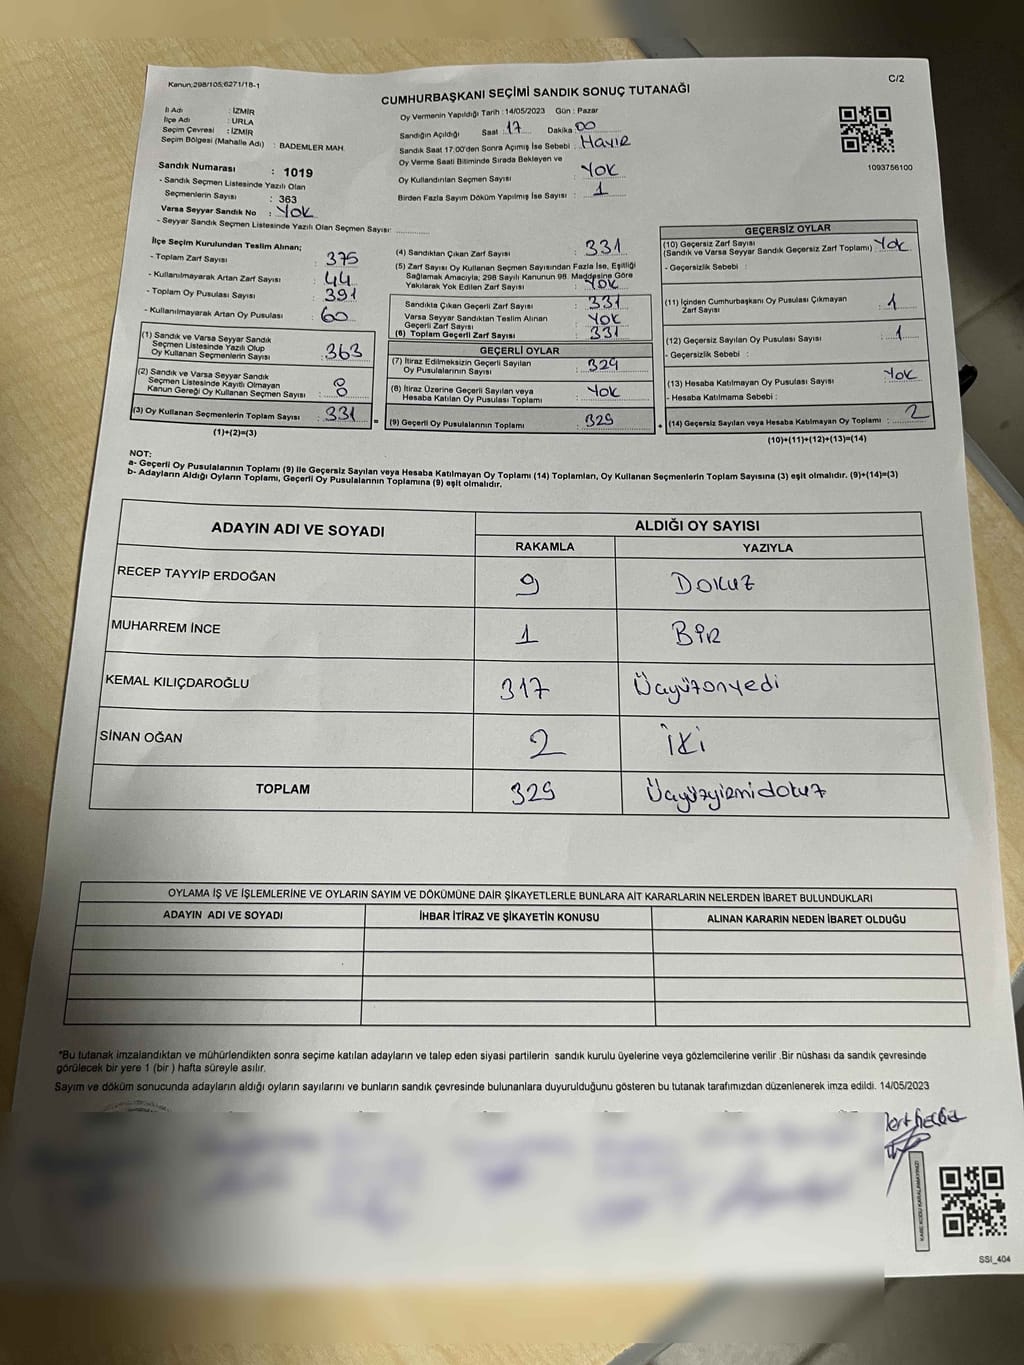 Kanun:298/105;6271/18-1
C/2
CUMHURBAŞKANI SEÇİMİ SANDIK SONUÇ TUTANAĞI
İl Adı : İZMİR
İlçe Adı : URLA
Seçim Çevresi : İZMİR
Seçim Bölgesi (Mahalle Adı) : BADEMLER MAH.
Sandık Numarası : 1019
- Sandık Seçmen Listesinde Yazılı Olan
Seçmenlerin Sayısı : 363
Varsa Seyyar Sandık No : Yok
- Seyyar Sandık Seçmen Listesinde Yazılı Olan Seçmen Sayısı: ............
Oy Vermenin Yapıldığı Tarih : 14/05/2023 Gün : Pazar
Sandığın Açıldığı Saat : 17 Dakika : 00
Sandık Saat 17:00'den Sonra Açımış İse Sebebi : HAYIR
Oy Verme Saati Bitiminde Sırada Bekleyen ve
Oy Kullandırılan Seçmen Sayısı : YOK
Birden Fazla Sayım Döküm Yapılmış İse Sayısı : 1
1093756100
İlçe Seçim Kurulundan Teslim Alınan;
- Toplam Zarf Sayısı : 375
- Kullanılmayarak Artan Zarf Sayısı : 44
- Toplam Oy Pusulası Sayısı : 391
- Kullanılmayarak Artan Oy Pusulası : 60
(1) Sandık ve Varsa Seyyar Sandık
Seçmen Listesinde Yazılı Olup
Oy Kullanan Seçmenlerin Sayısı : 363
(2) Sandık ve Varsa Seyyar Sandık
Seçmen Listesinde Kayıtlı Olmayan
Kanun Gereği Oy Kullanan Seçmen Sayısı :
(3) Oy Kullanan Seçmenlerin Toplam Sayısı : 331
(1)+(2)=(3)
(4) Sandıktan Çıkan Zarf Sayısı : 331
(5) Zarf Sayısı Oy Kullanan Seçmen Sayısından Fazla İse, Eşitliği
Sağlamak Amacıyla; 298 Sayılı Kanunun 98. Maddesine Göre
Yakılarak Yok Edilen Zarf Sayısı : YOK
Sandıkta Çıkan Geçerli Zarf Sayısı : 331
Varsa Seyyar Sandıktan Teslim Alınan
Geçerli Zarf Sayısı : YOK
(6) Toplam Geçerli Zarf Sayısı : 331
GEÇERLİ OYLAR
(7) İtiraz Edilmeksizin Geçerli Sayılan
Oy Pusulalarının Sayısı : 329
(8) İtiraz Üzerine Geçerli Sayılan veya
Hesaba Katılan Oy Pusulası Toplamı : YOK
(9) Geçerli Oy Pusulalarının Toplamı : 329
GEÇERSİZ OYLAR
(10) Geçersiz Zarf Sayısı
(Sandık ve Varsa Seyyar Sandık Geçersiz Zarf Toplamı) : Yok
- Geçersizlik Sebebi :
(11) İçinden Cumhurbaşkanı Oy Pusulası Çıkmayan
Zarf Sayısı : 1
(12) Geçersiz Sayılan Oy Pusulası Sayısı : 1
- Geçersizlik Sebebi :
(13) Hesaba Katılmayan Oy Pusulası Sayısı : Yok
- Hesaba Katılmama Sebebi :
(14) Geçersiz Sayılan veya Hesaba Katılmayan Oy Toplamı : 2
(10)+(11)+(12)+(13)=(14)
NOT:
a- Geçerli Oy Pusulalarının Toplamı (9) ile Geçersiz Sayılan veya Hesaba Katılmayan Oy Toplamı (14) Toplamları, Oy Kullanan Seçmenlerin Toplam Sayısına (3) eşit olmalıdır. (9)+(14)=(3)
b- Adayların Aldığı Oyların Toplamı, Geçerli Oy Pusulalarının Toplamına (9) eşit olmalıdır.
ADAYIN ADI VE SOYADI ALDIĞI OY SAYISI
RAKAMLA YAZIYLA
RECEP TAYYİP ERDOĞAN 9 DOKUZ
MUHARREM İNCE 1 BİR
KEMAL KILIÇDAROĞLU 317 Üçyüzonyedi
SİNAN OĞAN 2 İKİ
TOPLAM 329 Üçyüzyirmidokuz
OYLAMA İŞ VE İŞLEMLERİNE VE OYLARIN SAYIM VE DÖKÜMÜNE DAİR ŞİKAYETLERLE BUNLARA AİT KARARLARIN NELERDEN İBARET BULUNDUKLARI
ADAYIN ADI VE SOYADI İHBAR İTİRAZ VE ŞİKAYETİN KONUSU ALINAN KARARIN NEDEN İBARET OLDUĞU
*Bu tutanak imzalandıktan ve mühürlendikten sonra seçime katılan adayların ve talep eden siyasi partilerin sandık kurulu üyelerine veya gözlemcilerine verilir .Bir nüshası da sandık çevresinde
görülecek bir yere 1 (bir ) hafta süreyle asılır.
Sayım ve döküm sonucunda adayların aldığı oyların sayılarını ve bunların sandık çevresinde bulunanlara duyurulduğunu gösteren bu tutanak tarafımızdan düzenlenerek imza edildi. 14/05/2023
KARE KODU KARALAMAYINIZ!
SSI_404